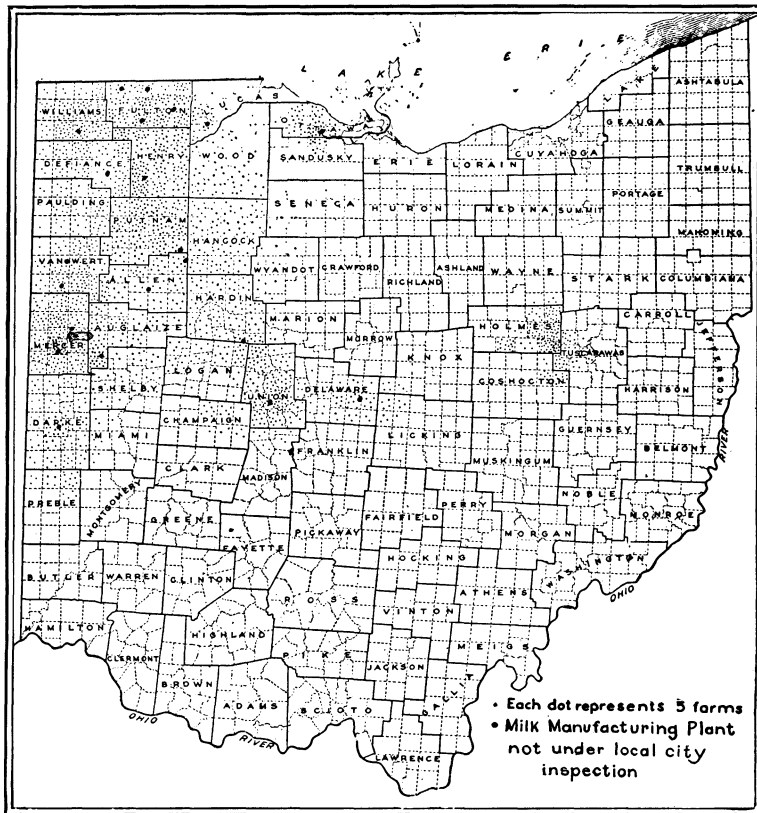 LAKE ERIE
LAKE
ASHTABULA
WILLIAMS
FULTON
LUCAS
OTTAWA
GEAUGA
CUYAHOGA
DEFIANCE
HENRY
WOOD
SANDUSKY
ERIE
LORAIN
TRUMBULL
PAULDING
SENECA
HURON
MEDINA
SUMMIT
PORTAGE
PUTNAM
HANCOCK
MAHONING
VAN WERT
ALLEN
WYANDOT
CRAWFORD
RICHLAND
ASHLAND
WAYNE
STARK
COLUMBIANA
HARDIN
MERCER
AUGLAIZE
MARION
MORROW
HOLMES
CARROLL
TUSCARAWAS
JEFFERSON
LOGAN
UNION
DELAWARE
KNOX
COSHOCTON
HARRISON
SHELBY
DARKE
MIAMI
CHAMPAIGN
LICKING
GUERNSEY
BELMONT
CLARK
MADISON
FRANKLIN
MUSKINGUM
PREBLE
MONTGOMERY
GREENE
FAYETTE
PICKAWAY
FAIRFIELD
PERRY
MORGAN
NOBLE
MONROE
HOCKING
WASHINGTON
BUTLER
WARREN
CLINTON
ROSS
VINTON
ATHENS
OHIO RIVER
HAMILTON
HIGHLAND
MEIGS
CLERMONT
BROWN
ADAMS
PIKE
JACKSON
SCIOTO
LAWRENCE
OHIO RIVER
• Each dot represents 5 farms
• Milk Manufacturing Plant
not under local city
inspection